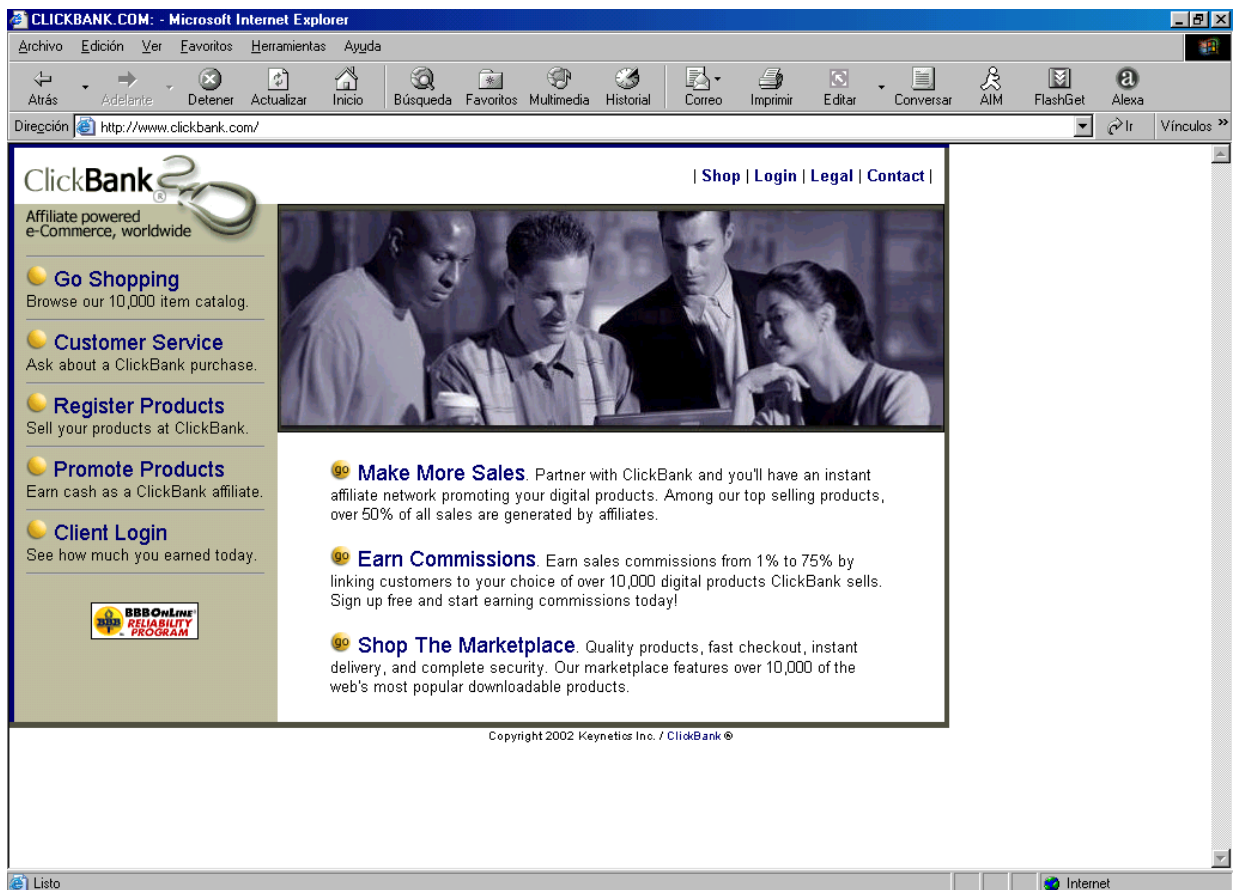 CLICKBANK.COM: - Microsoft Internet Explorer
Archivo Edición Ver Favoritos Herramientas Ayuda
Atrás Adelante Detener Actualizar Inicio Búsqueda Favoritos Multimedia Historial Correo Imprimir Editar Conversar AIM FlashGet Alexa
Dirección http://www.clickbank.com/ Ir Vínculos »
ClickBank®
Affiliate powered
e-Commerce, worldwide
| Shop | Login | Legal | Contact |
Go Shopping
Browse our 10,000 item catalog.
Customer Service
Ask about a ClickBank purchase.
Register Products
Sell your products at ClickBank.
Promote Products
Earn cash as a ClickBank affiliate.
Client Login
See how much you earned today.
BBB
BBBOnLine
RELIABILITY
PROGRAM
go Make More Sales. Partner with ClickBank and you'll have an instant
affiliate network promoting your digital products. Among our top selling products,
over 50% of all sales are generated by affiliates.
go Earn Commissions. Earn sales commissions from 1% to 75% by
linking customers to your choice of over 10,000 digital products ClickBank sells.
Sign up free and start earning commissions today!
go Shop The Marketplace. Quality products, fast checkout, instant
delivery, and complete security. Our marketplace features over 10,000 of the
web's most popular downloadable products.
Copyright 2002 Keynetics Inc. / ClickBank ®
Listo Internet